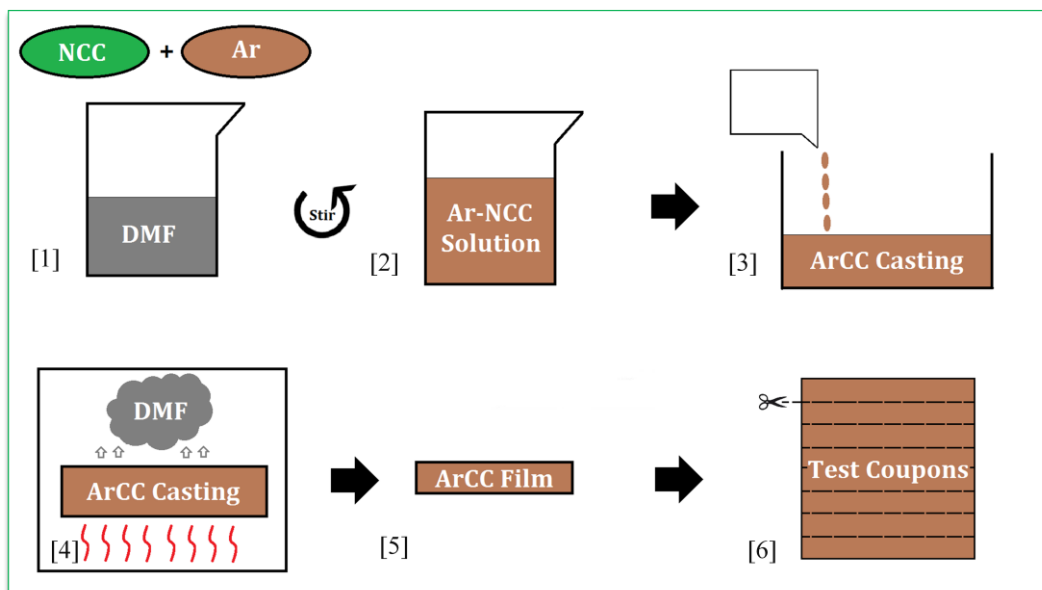 NCC + Ar
DMF
[1]
Stir
Ar-NCC
Solution
[2]
ArCC Casting
[3]
DMF
ArCC Casting
[4]
ArCC Film
[5]
Test Coupons
[6]